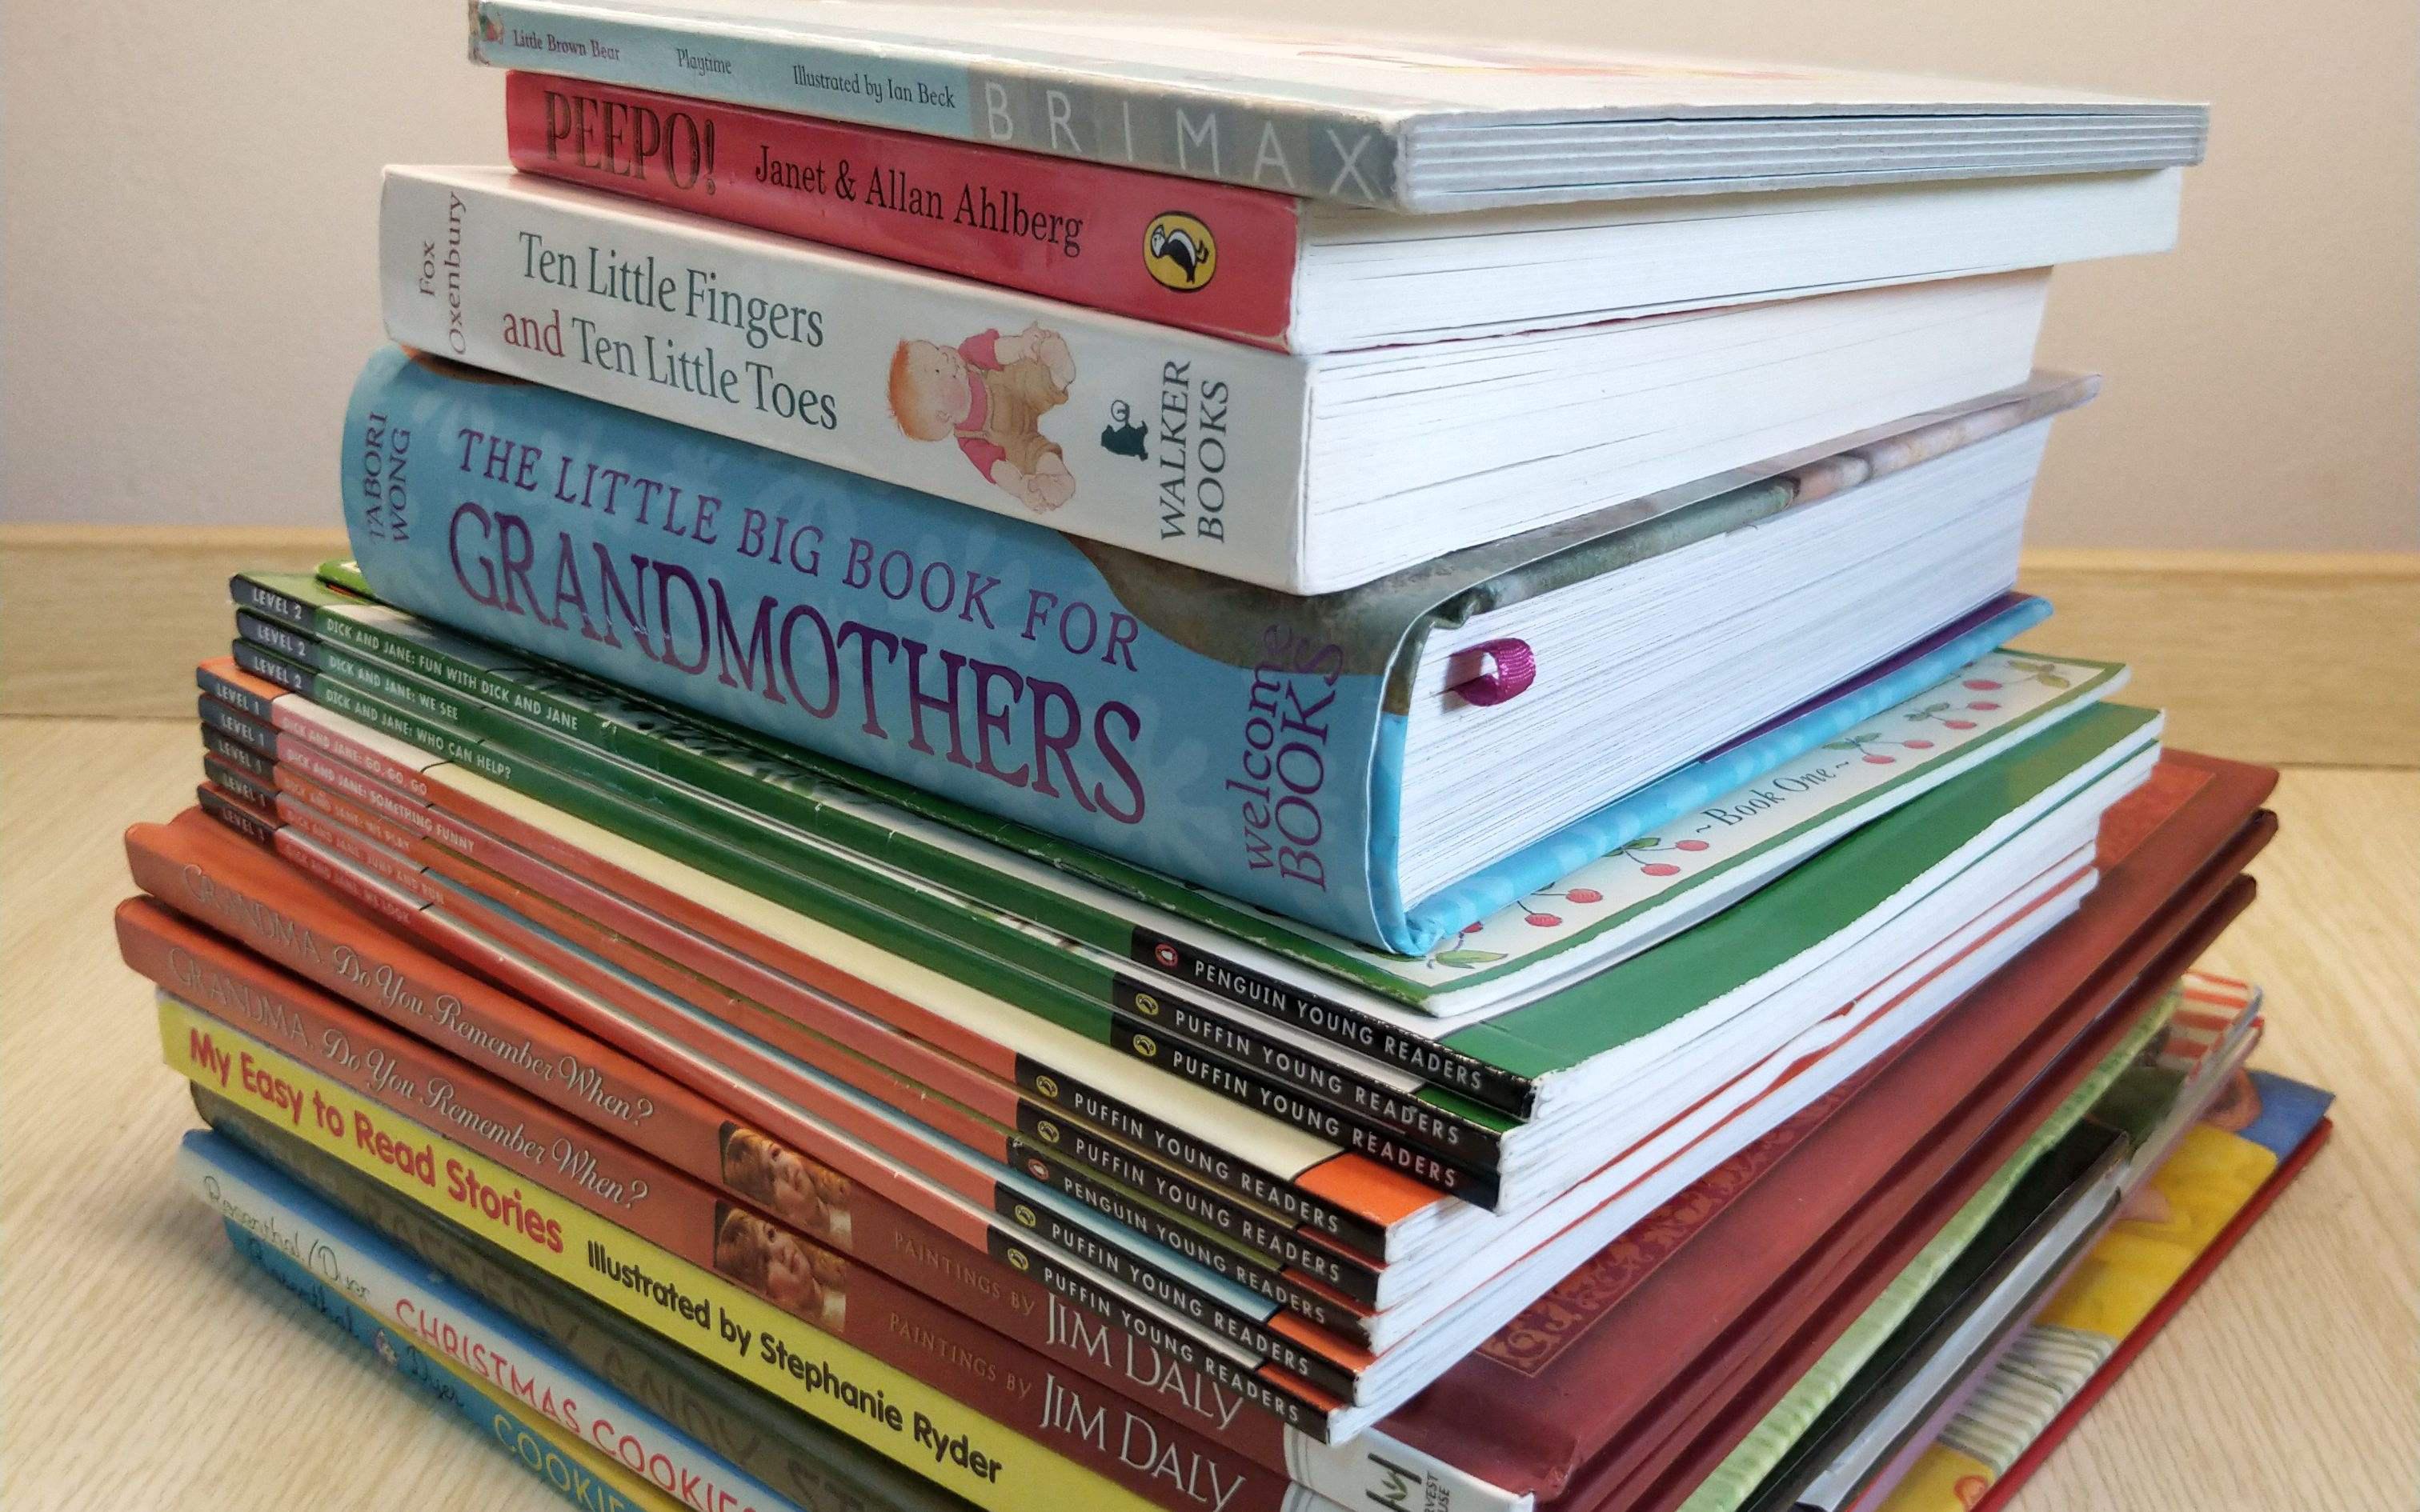 Little Brown Bear Playtime Illustrated by Ian Beck BRIMAX
PEEPO! Janet & Allan Ahlberg
Fox
Oxenbury
Ten Little Fingers
and Ten Little Toes
WALKER
BOOKS
TABORI
WONG
THE LITTLE BIG BOOK FOR
GRANDMOTHERS
welcome
BOOKS
~ Book One ~
LEVEL 2 DICK AND JANE: FUN WITH DICK AND JANE PENGUIN YOUNG READERS
LEVEL 2 DICK AND JANE: WE SEE PUFFIN YOUNG READERS
LEVEL 2 DICK AND JANE: WHO CAN HELP? PUFFIN YOUNG READERS
LEVEL 1 DICK AND JANE: GO, GO, GO PUFFIN YOUNG READERS
LEVEL 1 DICK AND JANE: SOMETHING FUNNY PUFFIN YOUNG READERS
LEVEL 1 DICK AND JANE: WE PLAY PENGUIN YOUNG READERS
LEVEL 1 DICK AND JANE: JUMP AND RUN PUFFIN YOUNG READERS
LEVEL 1 DICK AND JANE: WE LOOK PUFFIN YOUNG READERS
GRANDMA, Do You Remember When? PAINTINGS BY JIM DALY
GRANDMA, Do You Remember When? PAINTINGS BY JIM DALY
My Easy to Read Stories Illustrated by Stephanie Ryder
Rosenthal/Dyer CHRISTMAS COOKIES
Rosenthal Dyer